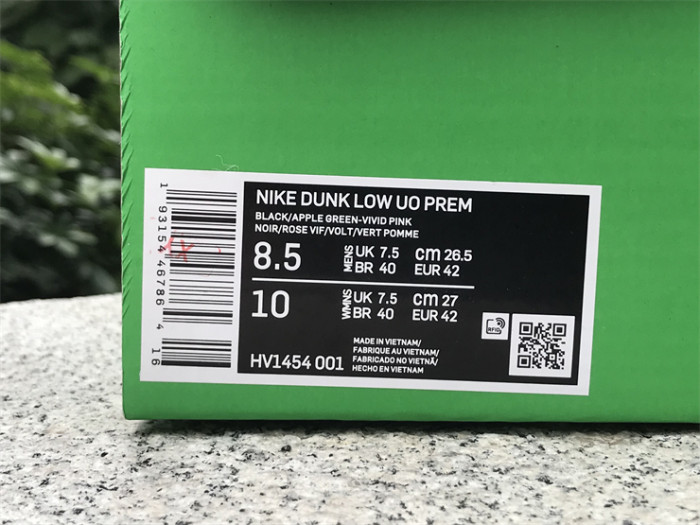 1 93154 46786 4 16
X
NIKE DUNK LOW UO PREM
BLACK/APPLE GREEN-VIVID PINK
NOIR/ROSE VIF/VOLT/VERT POMME
8.5 MENS UK 7.5 cm 26.5
BR 40 EUR 42
10 WMNS UK 7.5 cm 27
BR 40 EUR 42
RFID
HV1454 001
MADE IN VIETNAM/
FABRIQUE AU VIETNAM/
FABRICADO NO VIETNÃ/
HECHO EN VIETNAM